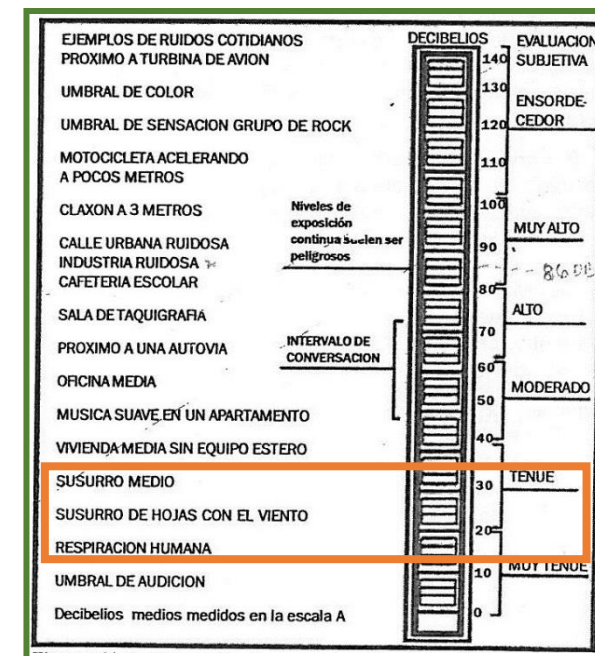 EJEMPLOS DE RUIDOS COTIDIANOS
PROXIMO A TURBINA DE AVION
UMBRAL DE COLOR
UMBRAL DE SENSACION GRUPO DE ROCK
MOTOCICLETA ACELERANDO
A POCOS METROS
CLAXON A 3 METROS
CALLE URBANA RUIDOSA
INDUSTRIA RUIDOSA
CAFETERIA ESCOLAR
SALA DE TAQUIGRAFIA
PROXIMO A UNA AUTOVIA
OFICINA MEDIA
MUSICA SUAVE EN UN APARTAMENTO
VIVIENDA MEDIA SIN EQUIPO ESTERO
SUSURRO MEDIO
SUSURRO DE HOJAS CON EL VIENTO
RESPIRACION HUMANA
UMBRAL DE AUDICION
Decibelios medios medidos en la escala A
Niveles de
exposición
continua suelen ser
peligrosos
INTERVALO DE
CONVERSACION
DECIBELIOS
140
130
120
110
100
90
80
70
60
50
40
30
20
10
0
EVALUACION
SUBJETIVA
ENSORDE-
CEDOR
MUY ALTO
86 DB
ALTO
MODERADO
TENUE
MUY TENUE